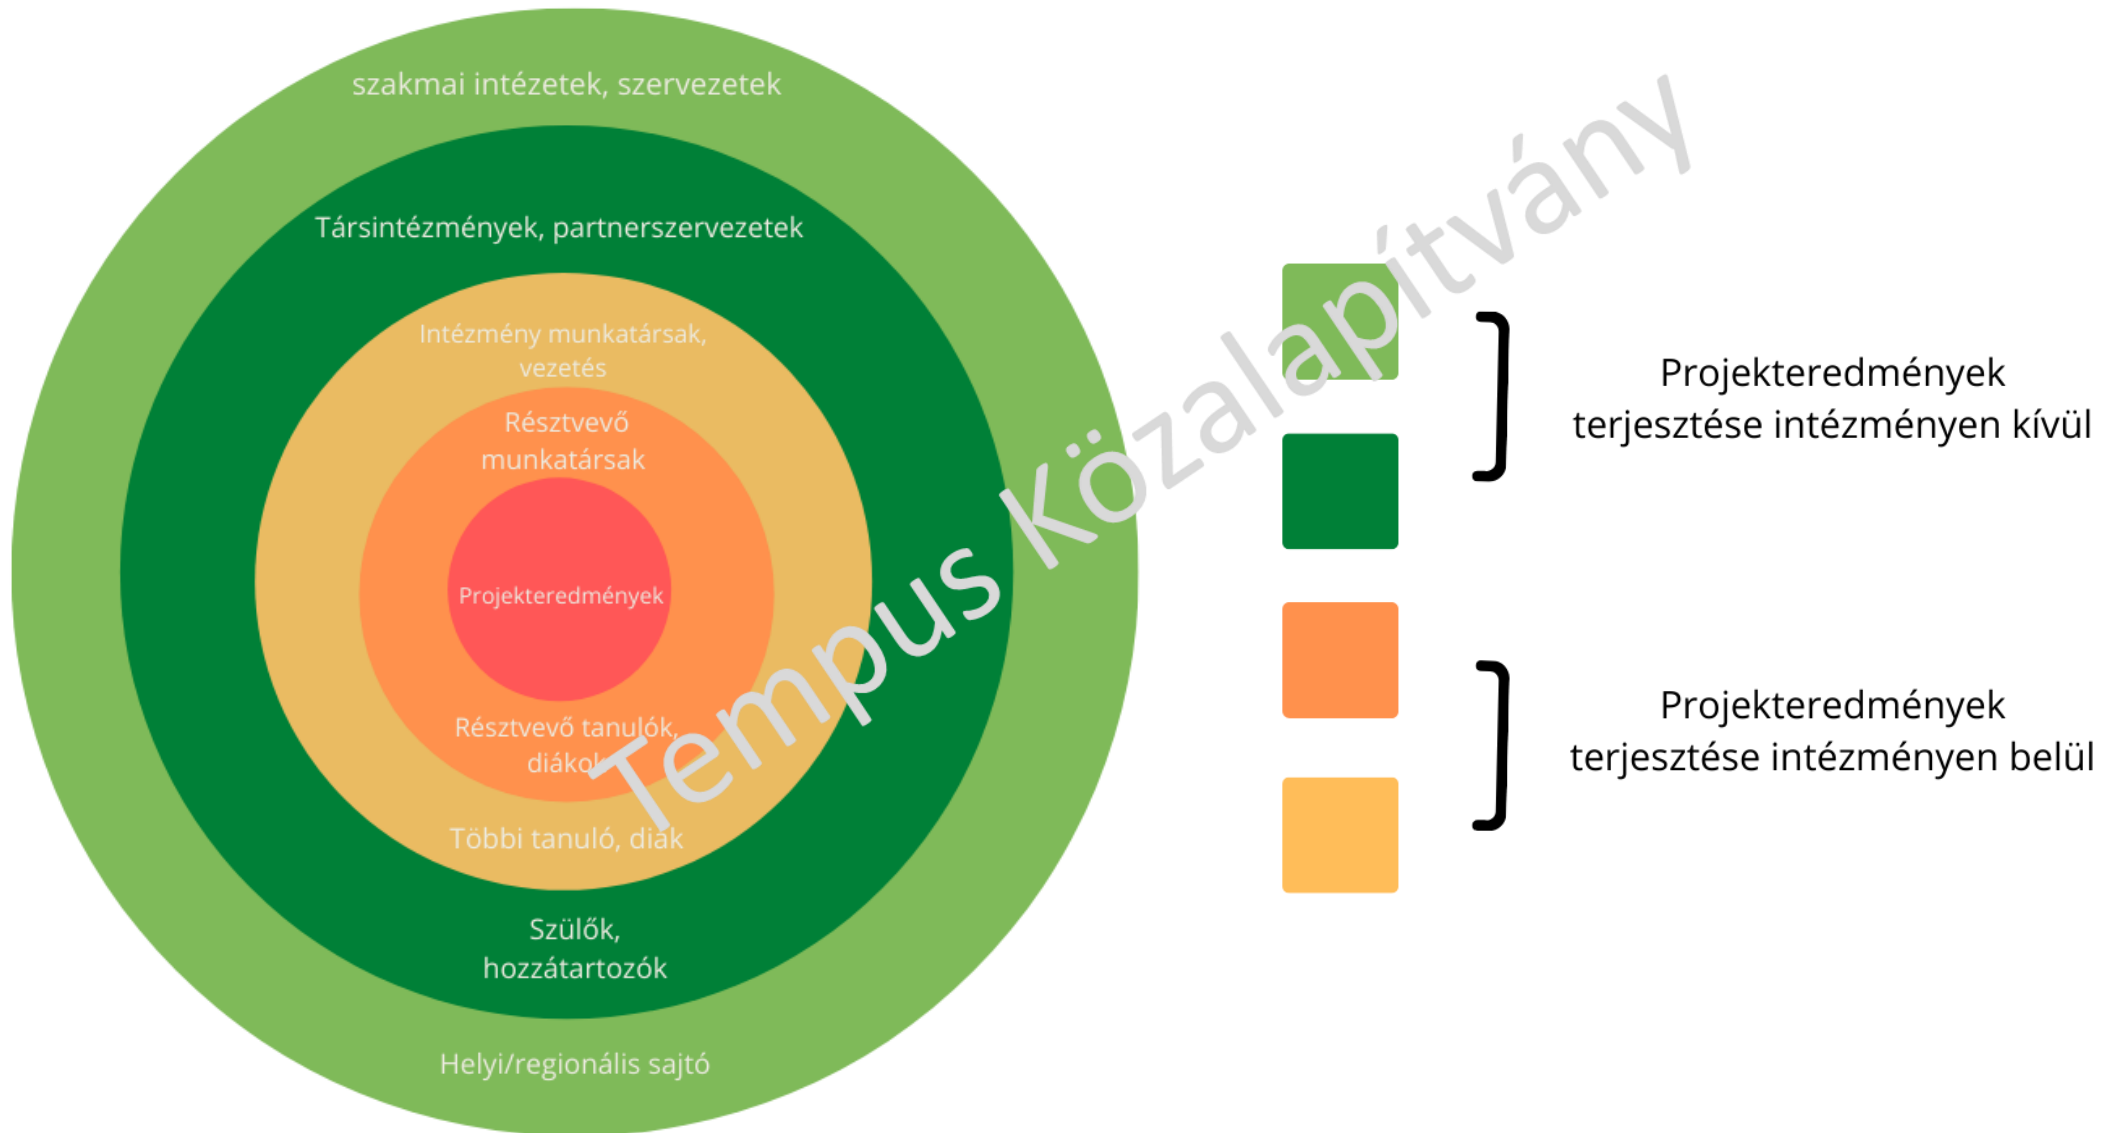 szakmai intézetek, szervezetek
Társintézmények, partnerszervezetek
Intézmény munkatársak,
vezetés
Résztvevő
munkatársak
Projekteredmények
Résztvevő tanulók,
diákok
Többi tanuló, diák
Szülők,
hozzátartozók
Helyi/regionális sajtó
Tempus Közalapítvány
Projekteredmények
terjesztése intézményen kívül
Projekteredmények
terjesztése intézményen belül